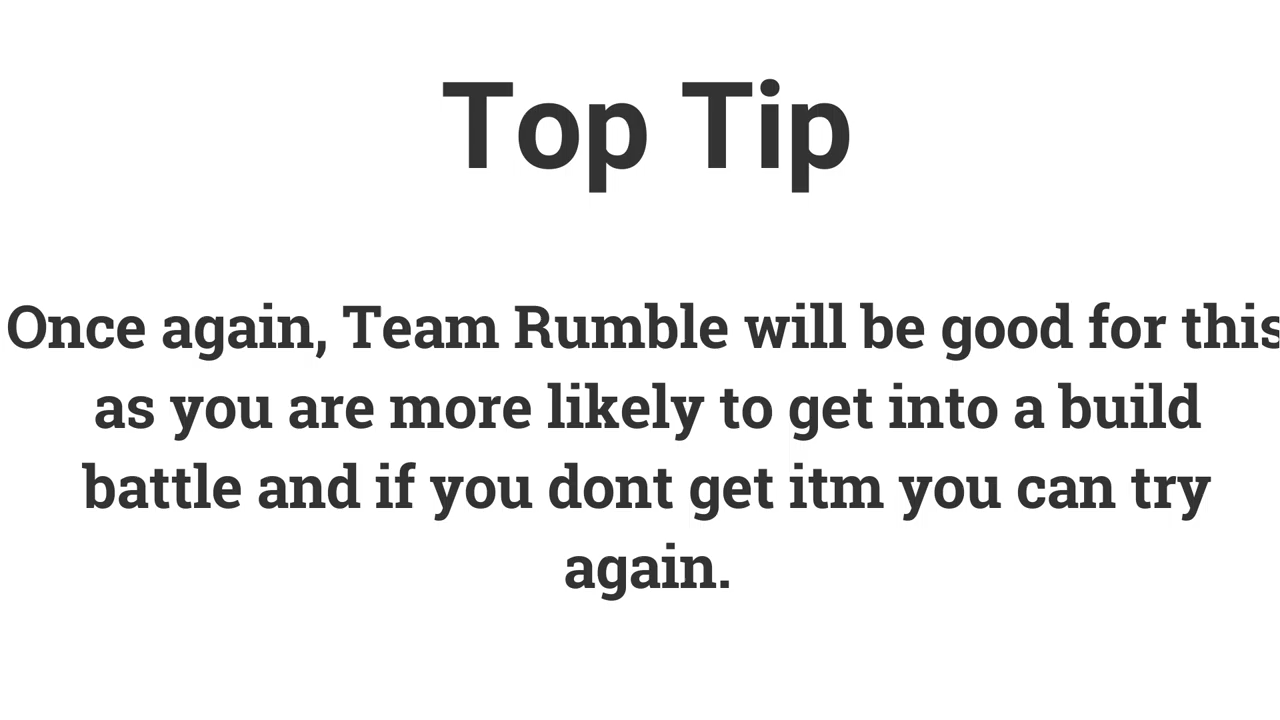 Top Tip
Once again, Team Rumble will be good for this
as you are more likely to get into a build
battle and if you dont get itm you can try
again.